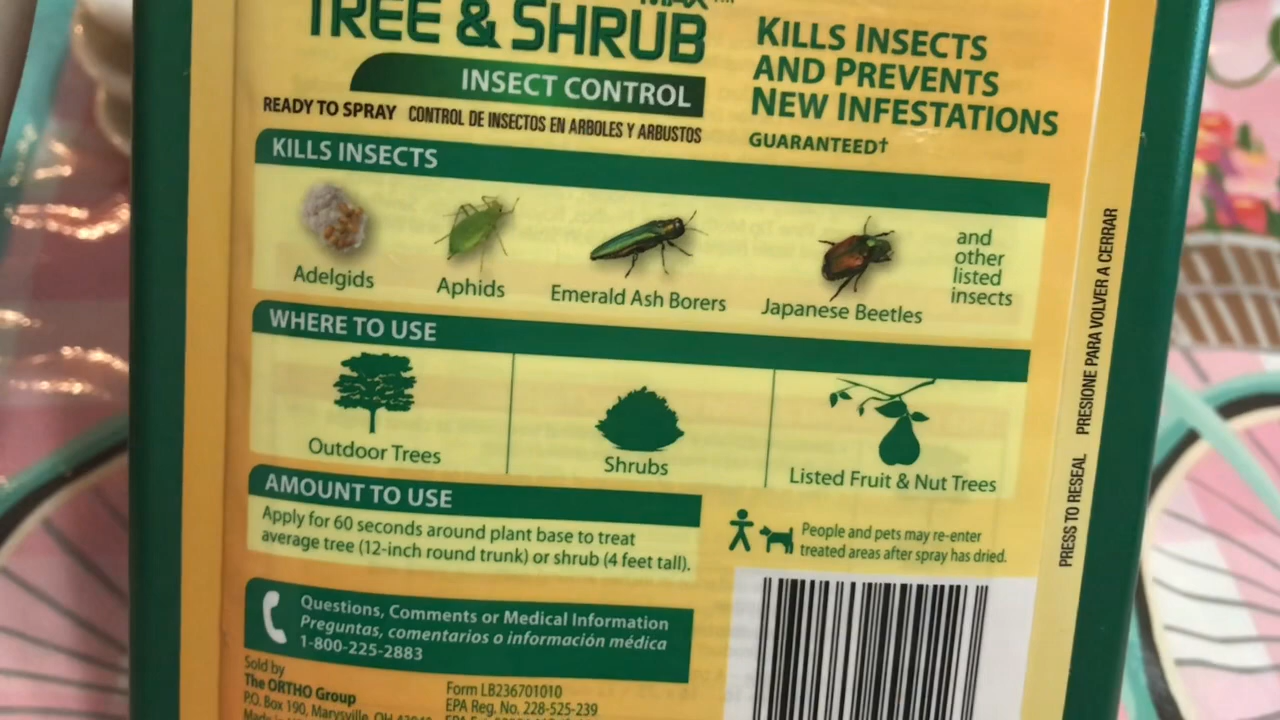 MAX™
TREE & SHRUB
INSECT CONTROL
READY TO SPRAY CONTROL DE INSECTOS EN ARBOLES Y ARBUSTOS
KILLS INSECTS
AND PREVENTS
NEW INFESTATIONS
GUARANTEED†
KILLS INSECTS
Adelgids
Aphids
Emerald Ash Borers
Japanese Beetles
and
other
listed
insects
WHERE TO USE
Outdoor Trees
Shrubs
Listed Fruit & Nut Trees
AMOUNT TO USE
Apply for 60 seconds around plant base to treat
average tree (12-inch round trunk) or shrub (4 feet tall).
People and pets may re-enter
treated areas after spray has dried.
Questions, Comments or Medical Information
Preguntas, comentarios o información médica
1-800-225-2883
Sold by
The ORTHO Group
P.O. Box 190, Marysville, OH
Form LB236701010
EPA Reg. No. 228-525-239
PRESS TO RESEAL PRESIONE PARA VOLVER A CERRAR